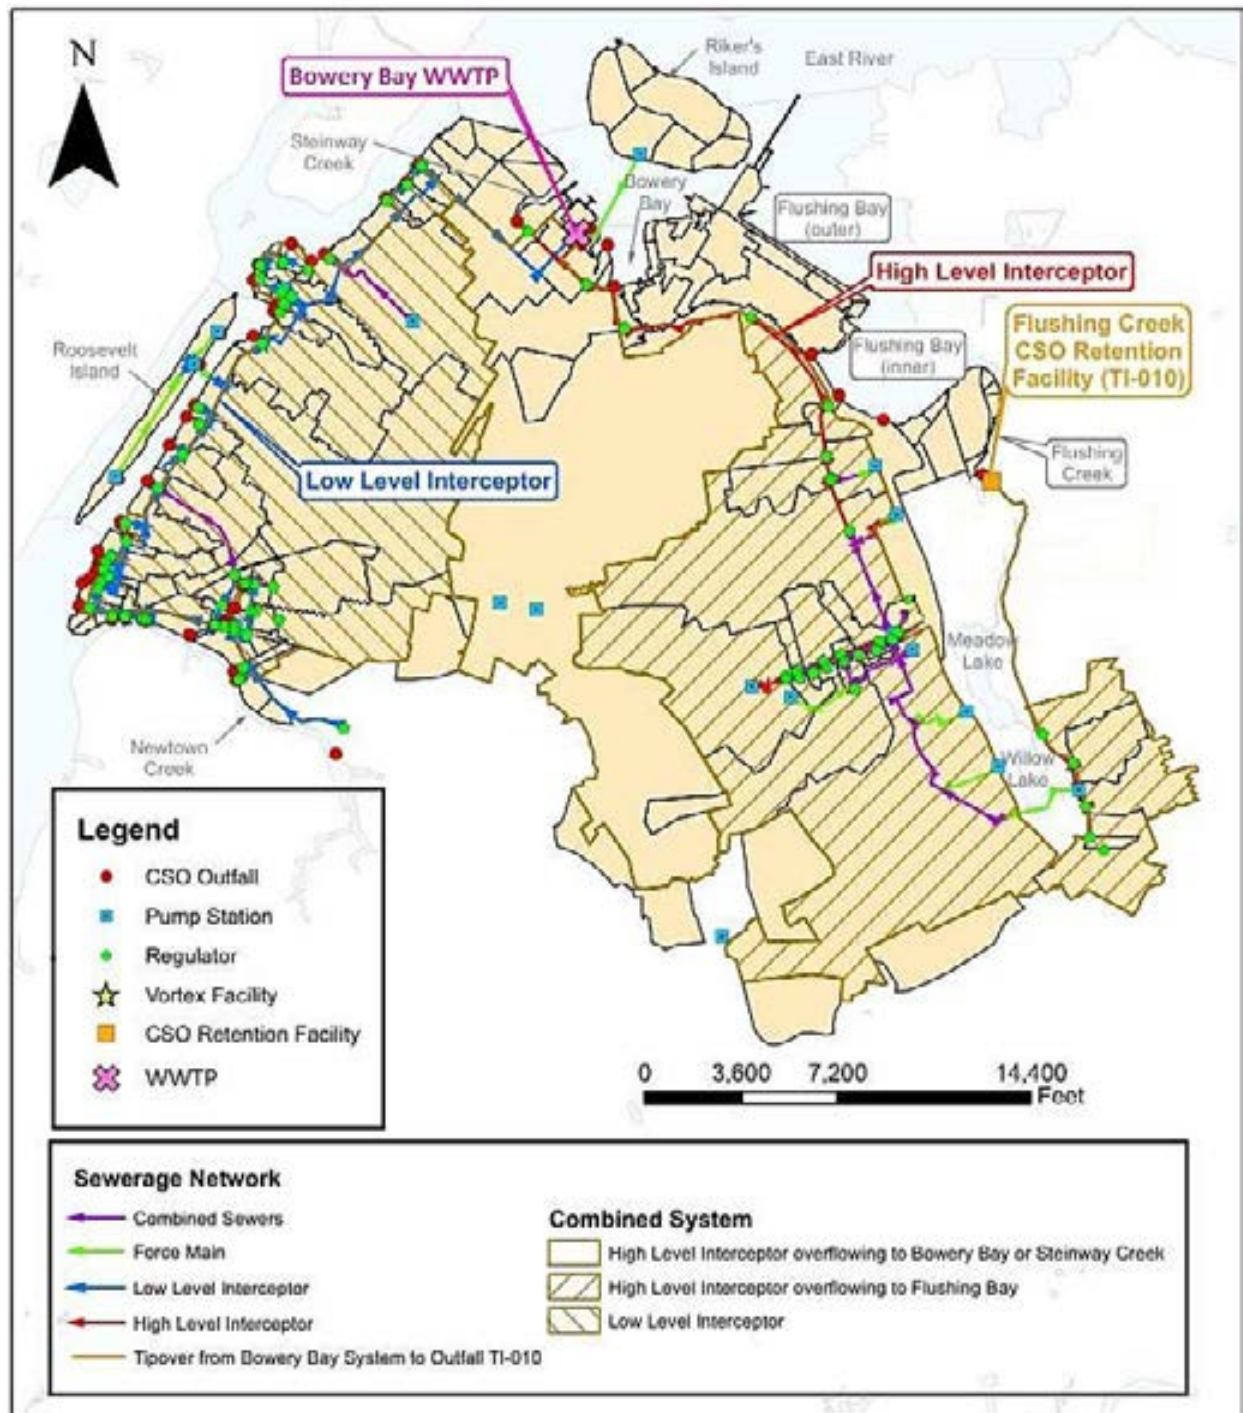 N
Riker's
Island
East River
Bowery Bay WWTP
Steinway
Creek
Bowery
Bay
Flushing Bay
(outer)
High Level Interceptor
Flushing Creek
CSO Retention
Facility (TI-010)
Roosevelt
Island
Flushing Bay
(inner)
Flushing
Creek
Low Level Interceptor
Meadow
Lake
Newtown
Creek
Willow
Lake
Legend
CSO Outfall
Pump Station
Regulator
Vortex Facility
CSO Retention Facility
WWTP
0 3,600 7,200 14,400
Feet
Sewerage Network
Combined Sewers
Force Main
Low Level Interceptor
High Level Interceptor
Tipover from Bowery Bay System to Outfall TI-010
Combined System
High Level Interceptor overflowing to Bowery Bay or Steinway Creek
High Level Interceptor overflowing to Flushing Bay
Low Level Interceptor